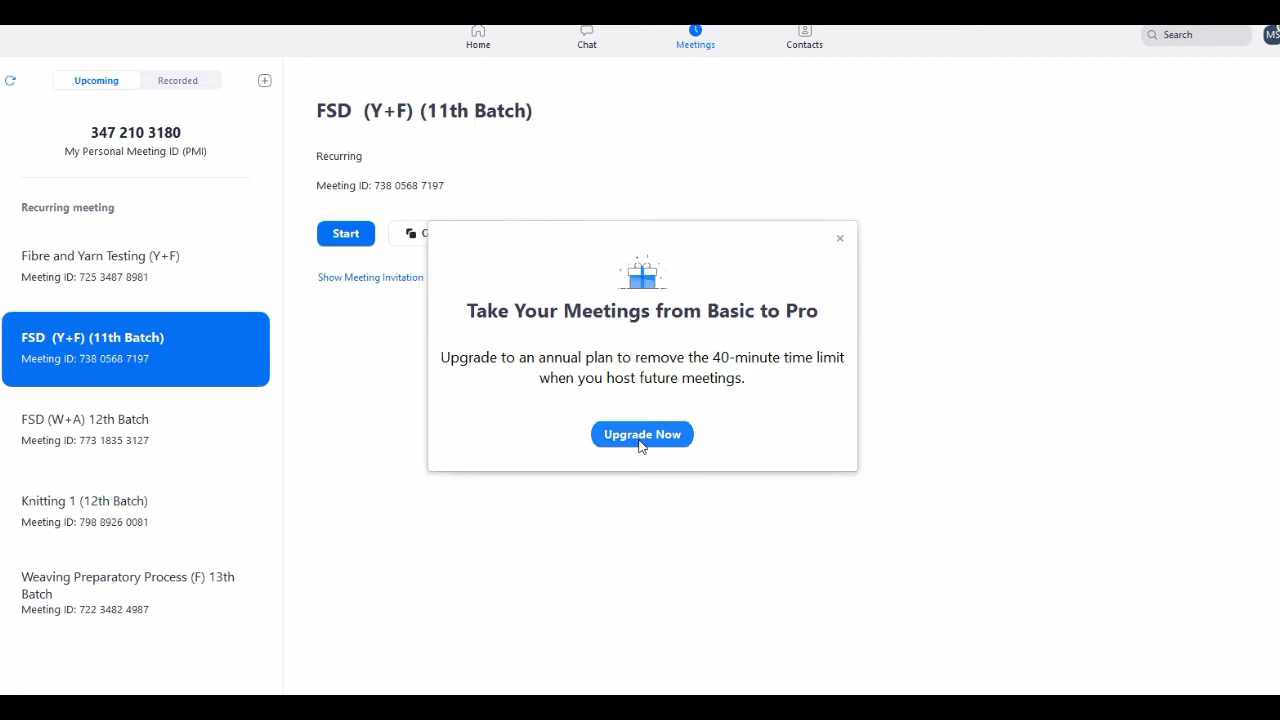 Home
Chat
Meetings
Contacts
Search
MS
Upcoming
Recorded
347 210 3180
My Personal Meeting ID (PMI)
Recurring meeting
Fibre and Yarn Testing (Y+F)
Meeting ID: 725 3487 8981
FSD (Y+F) (11th Batch)
Meeting ID: 738 0568 7197
FSD (W+A) 12th Batch
Meeting ID: 773 1835 3127
Knitting 1 (12th Batch)
Meeting ID: 798 8926 0081
Weaving Preparatory Process (F) 13th
Batch
Meeting ID: 722 3482 4987
FSD (Y+F) (11th Batch)
Recurring
Meeting ID: 738 0568 7197
Start
Show Meeting Invitation
Take Your Meetings from Basic to Pro
Upgrade to an annual plan to remove the 40-minute time limit
when you host future meetings.
Upgrade Now